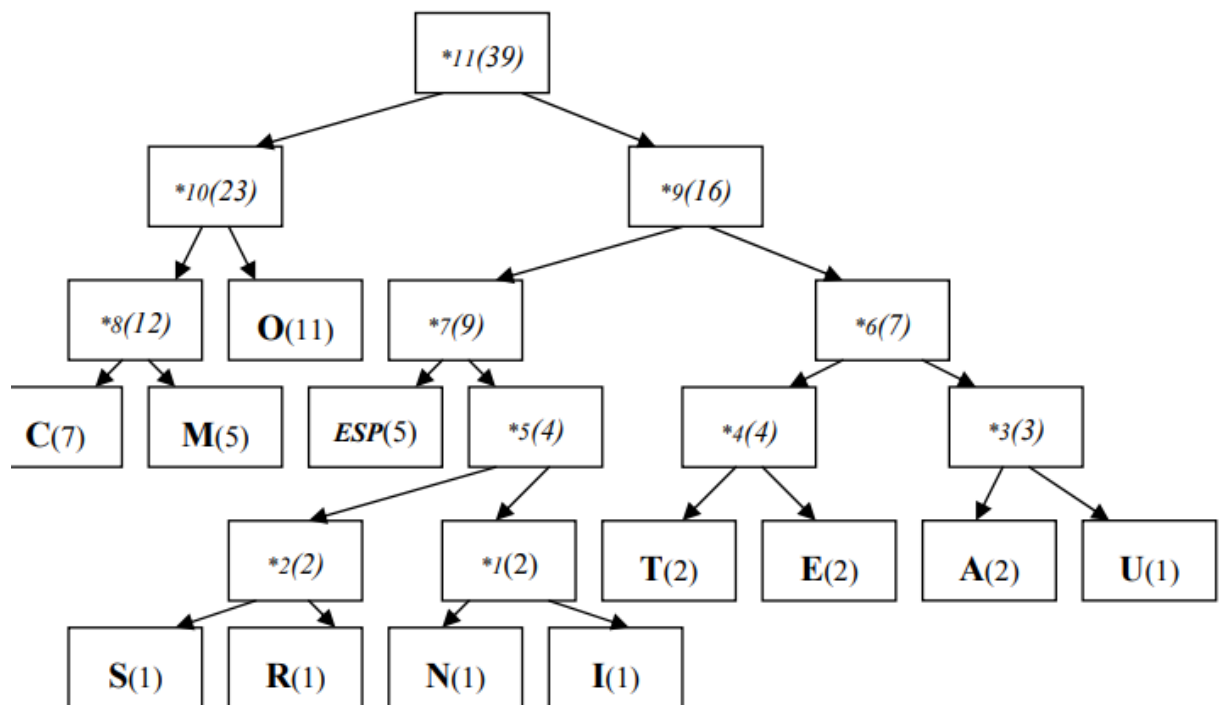 *11(39)
*10(23) *9(16)
*8(12) O(11) *7(9) *6(7)
C(7) M(5) ESP(5) *5(4) *4(4) *3(3)
*2(2) *1(2) T(2) E(2) A(2) U(1)
S(1) R(1) N(1) I(1)